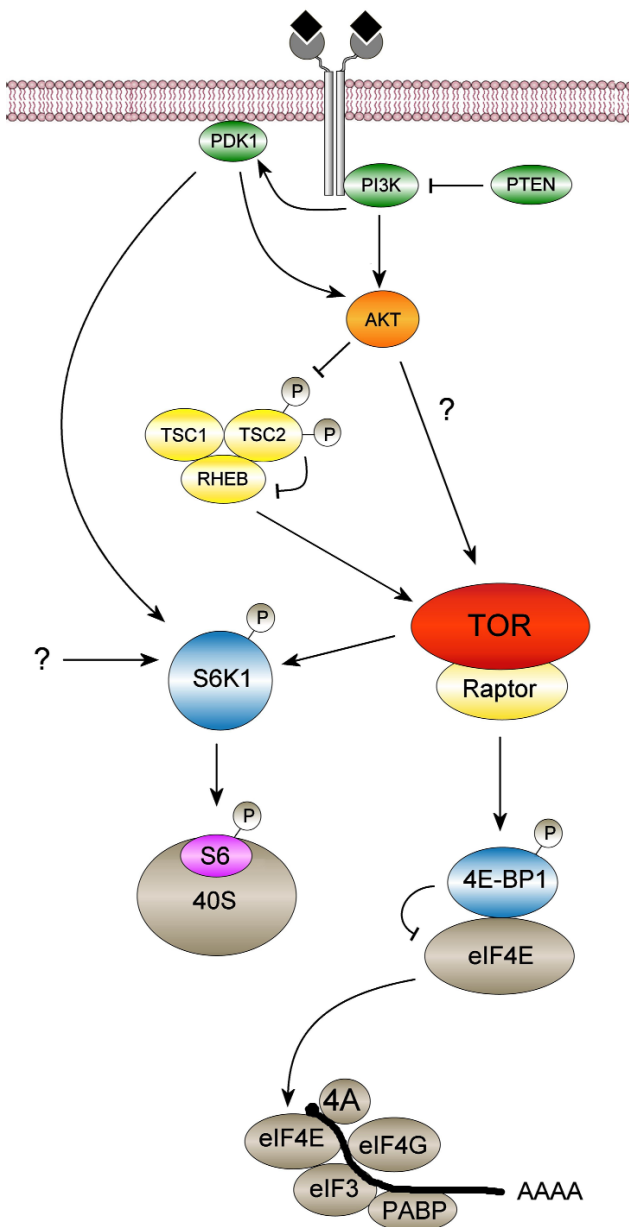 PDK1
PI3K
PTEN
AKT
P
?
TSC1
TSC2
P
RHEB
TOR
Raptor
P
?
S6K1
P
S6
40S
P
4E-BP1
eIF4E
4A
eIF4E
eIF4G
eIF3
PABP
AAAA